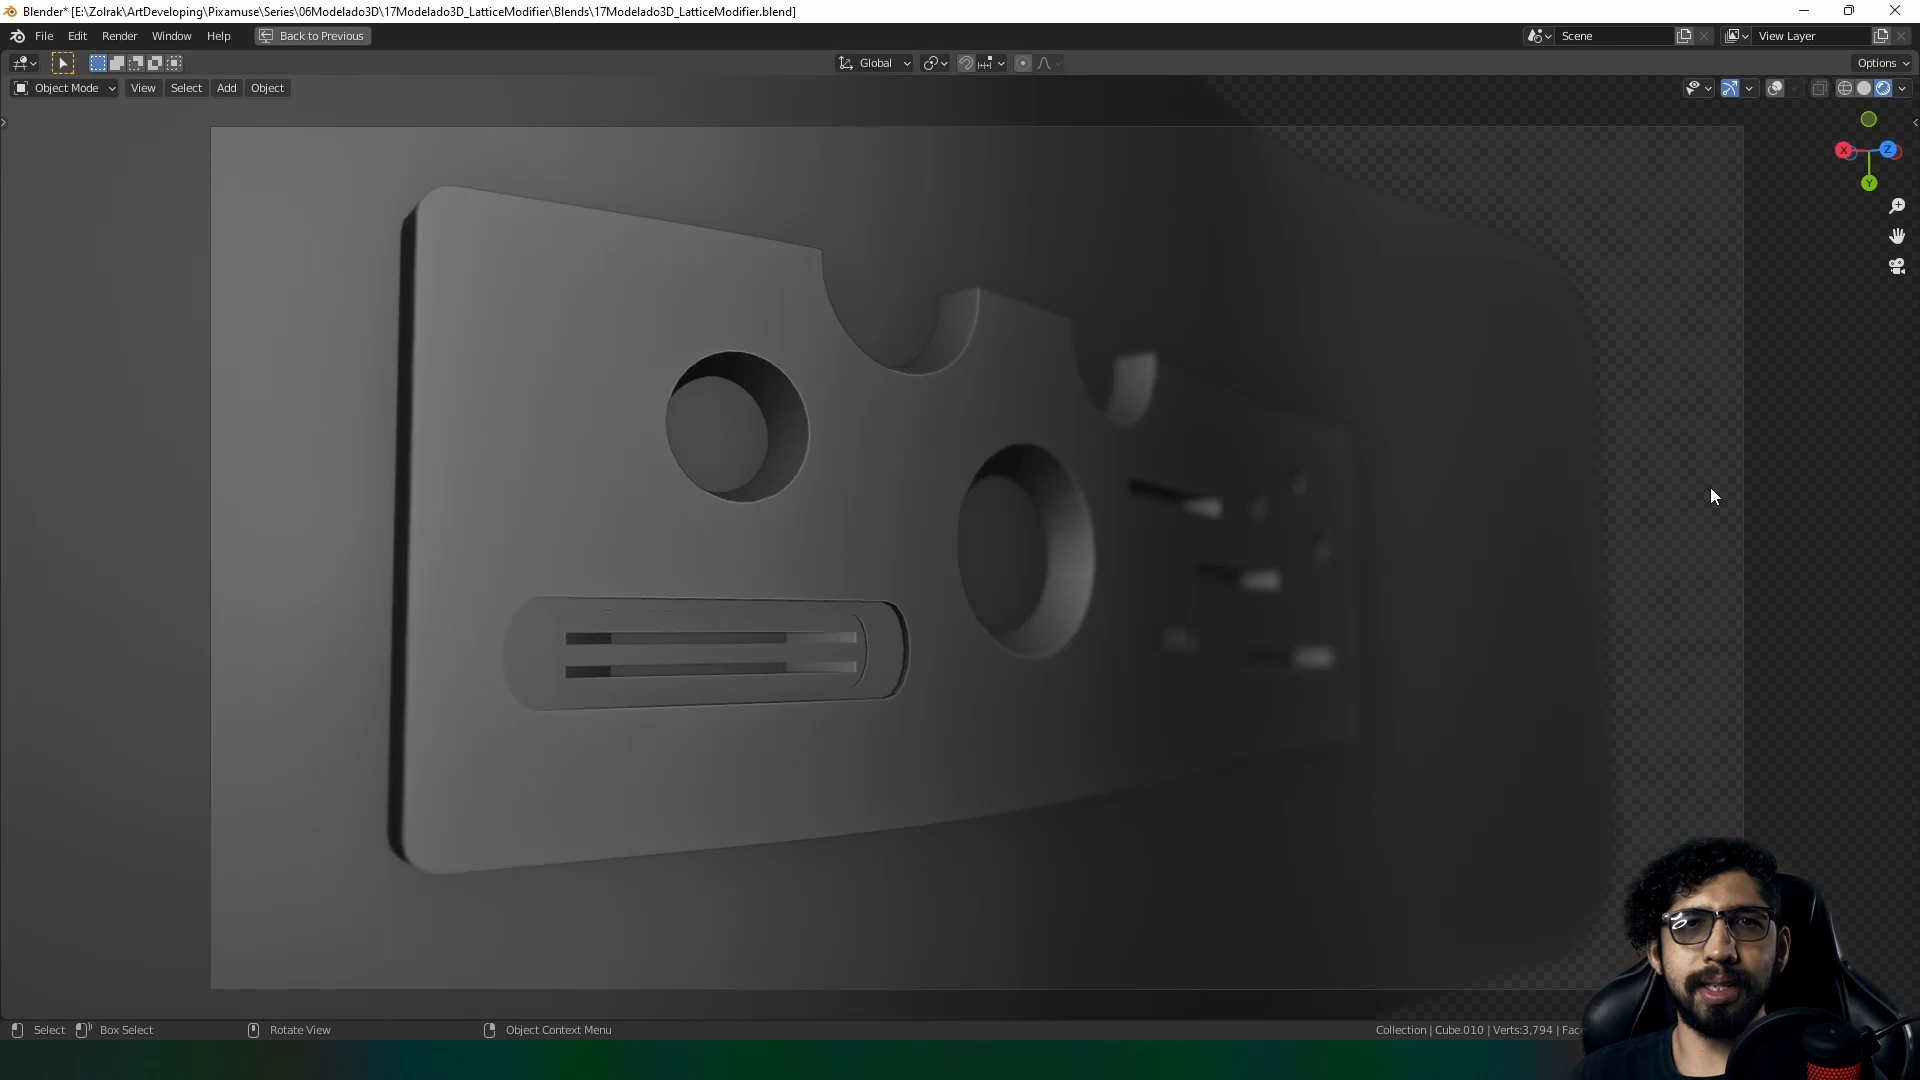 Blender* [E:\Zolrak\ArtDeveloping\Pixamuse\Series\06Modelado3D\17Modelado3D_LatticeModifier\Blends\17Modelado3D_LatticeModifier.blend]
File Edit Render Window Help Back to Previous Scene View Layer
Global Options
Object Mode View Select Add Object
X Z
Y
Select Box Select Rotate View Object Context Menu Collection | Cube.010 | Verts:3,794 | Face